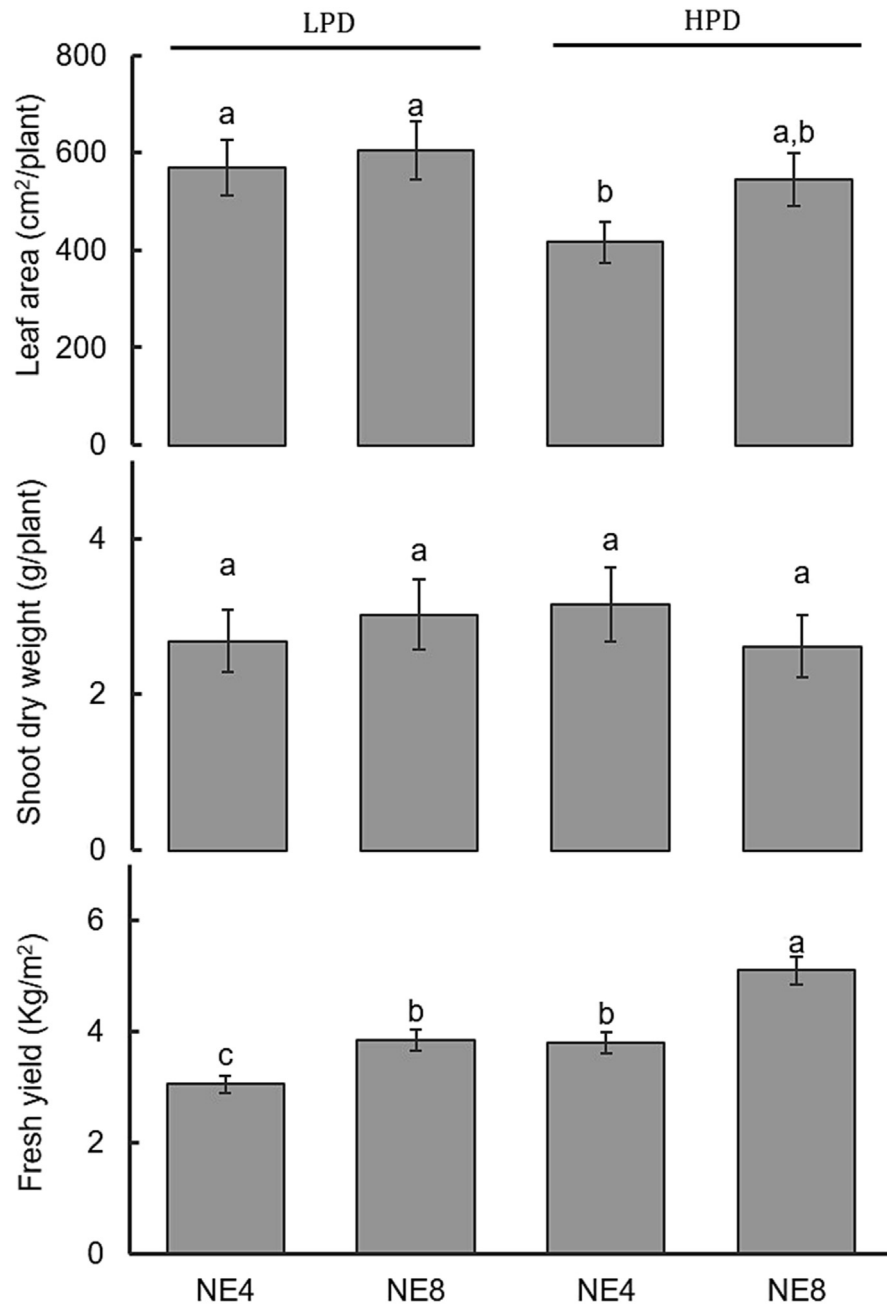 LPD HPD
Leaf area (cm²/plant)
800
600
400
200
0
a a b a,b
Shoot dry weight (g/plant)
4
2
0
a a a a
Fresh yield (Kg/m²)
6
4
2
0
c b b a
NE4 NE8 NE4 NE8